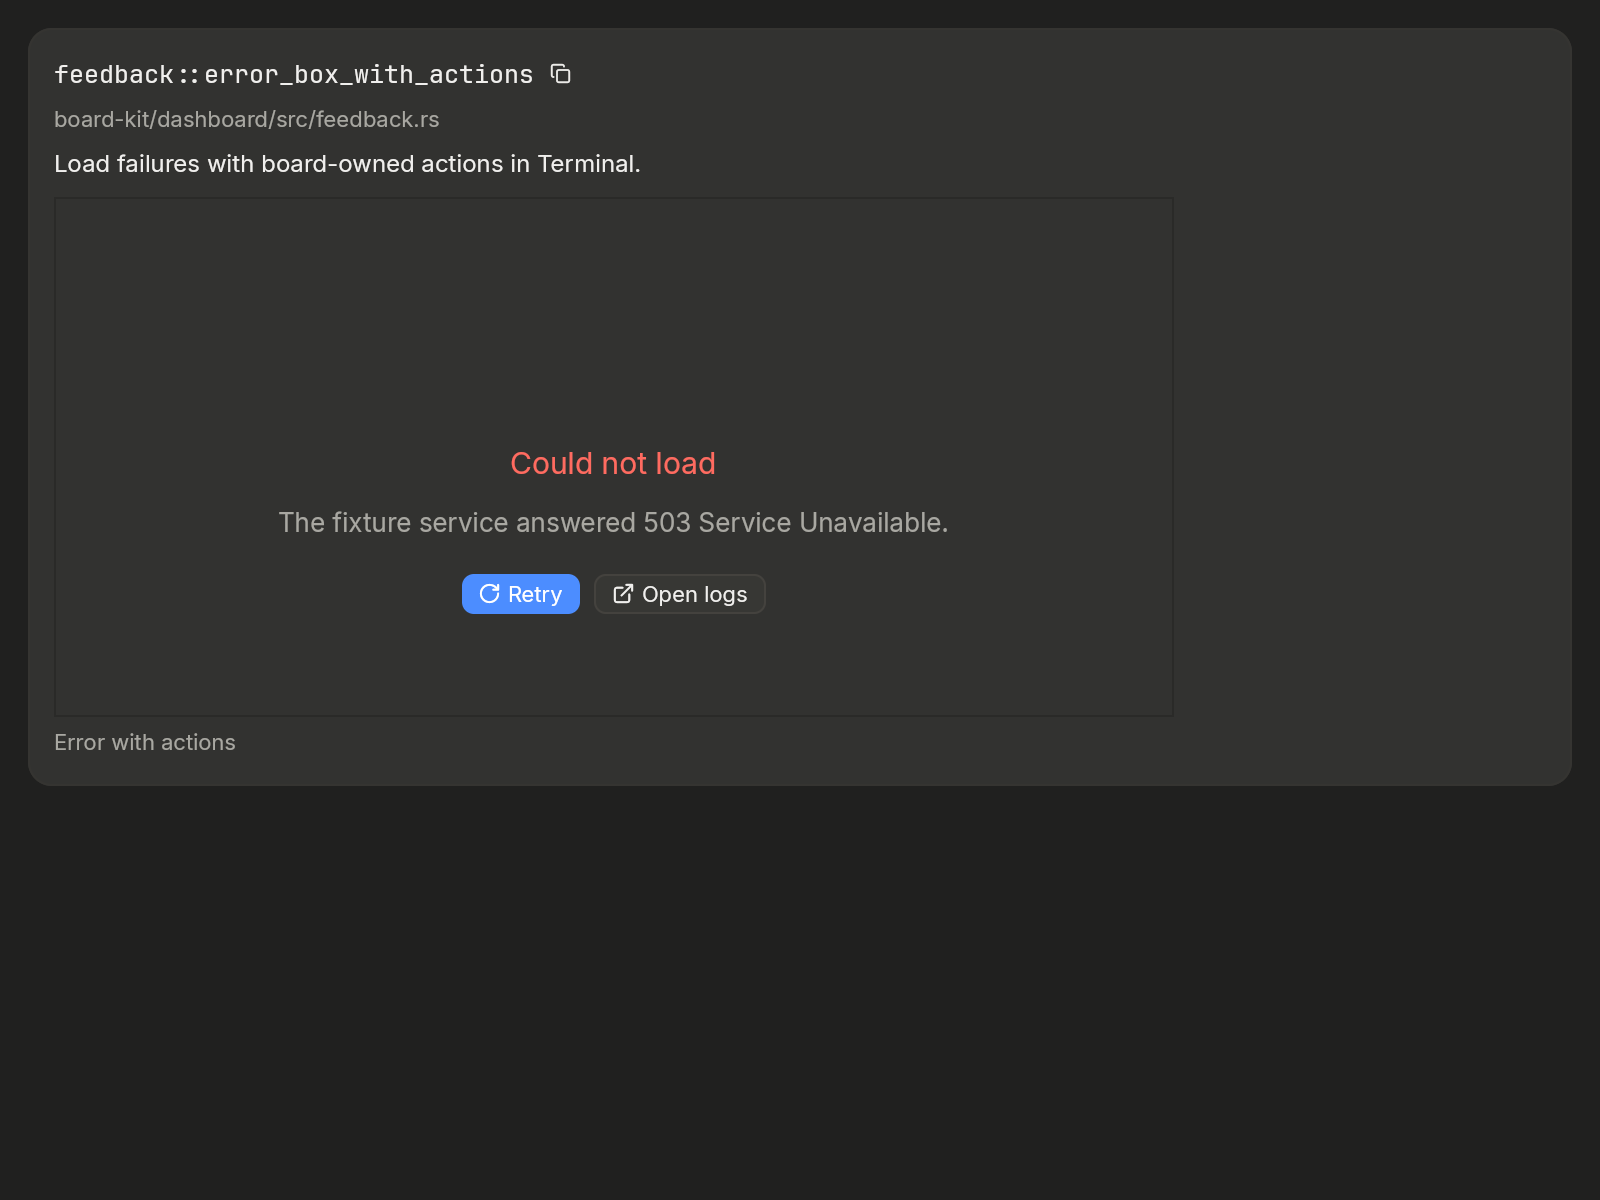 feedback::error_box_with_actions
board-kit/dashboard/src/feedback.rs
Load failures with board-owned actions in Terminal.
Could not load
The fixture service answered 503 Service Unavailable.
Retry
Open logs
Error with actions